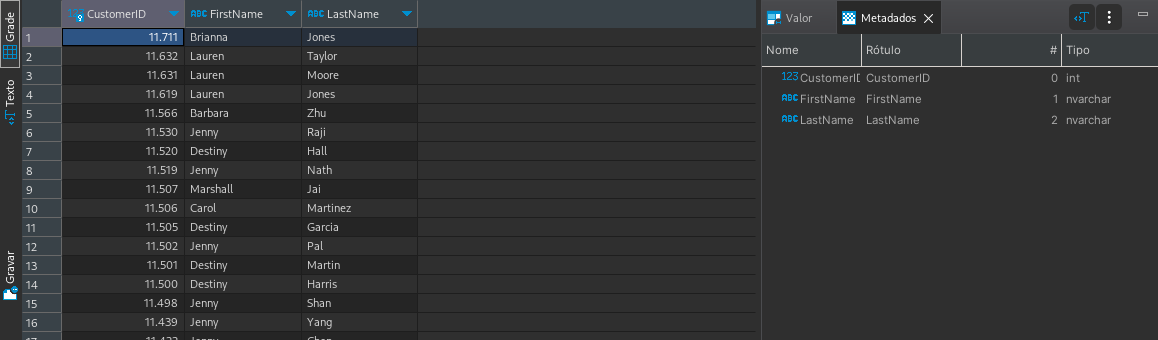 Grade
Texto
Gravar
123 CustomerID ABC FirstName ABC LastName
1 11.711 Brianna Jones
2 11.632 Lauren Taylor
3 11.631 Lauren Moore
4 11.619 Lauren Jones
5 11.566 Barbara Zhu
6 11.530 Jenny Raji
7 11.520 Destiny Hall
8 11.519 Jenny Nath
9 11.507 Marshall Jai
10 11.506 Carol Martinez
11 11.505 Destiny Garcia
12 11.502 Jenny Pal
13 11.501 Destiny Martin
14 11.500 Destiny Harris
15 11.498 Jenny Shan
16 11.439 Jenny Yang
Valor Metadados
Nome Rótulo # Tipo
123 CustomerID CustomerID 0 int
ABC FirstName FirstName 1 nvarchar
ABC LastName LastName 2 nvarchar